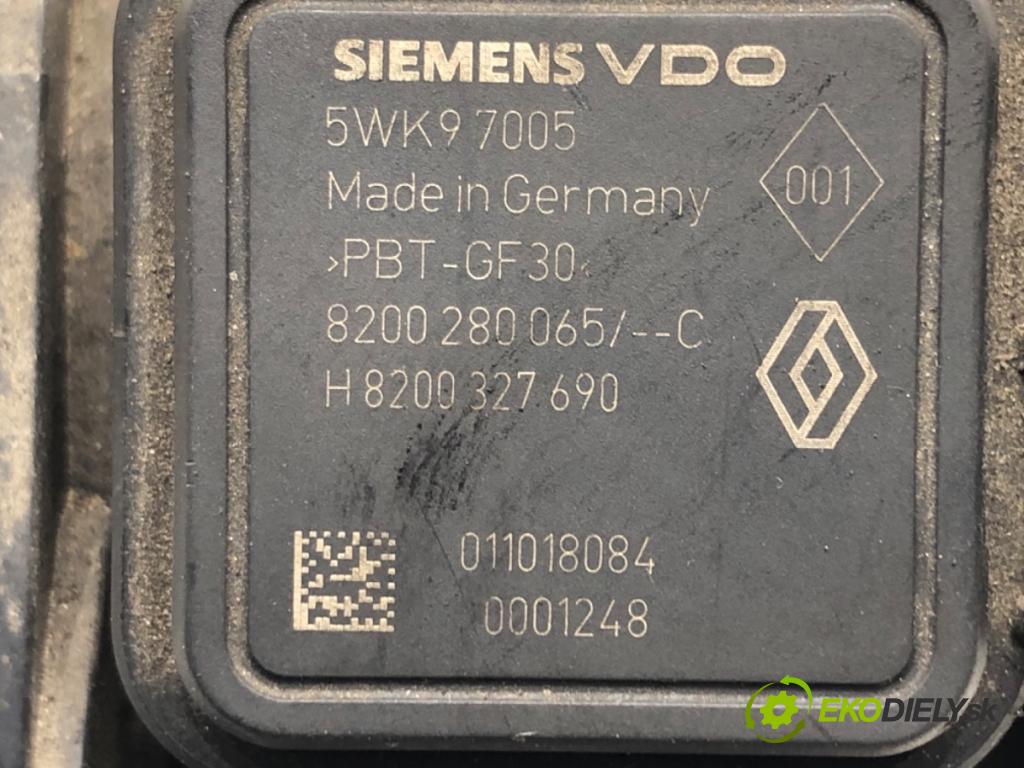 SIEMENS VDO
5WK9 7005
001
Made in Germany
>PBT-GF30<
8200 280 065/--C
H 8200 327 690
011018084
0001248
EKODIELY.sk